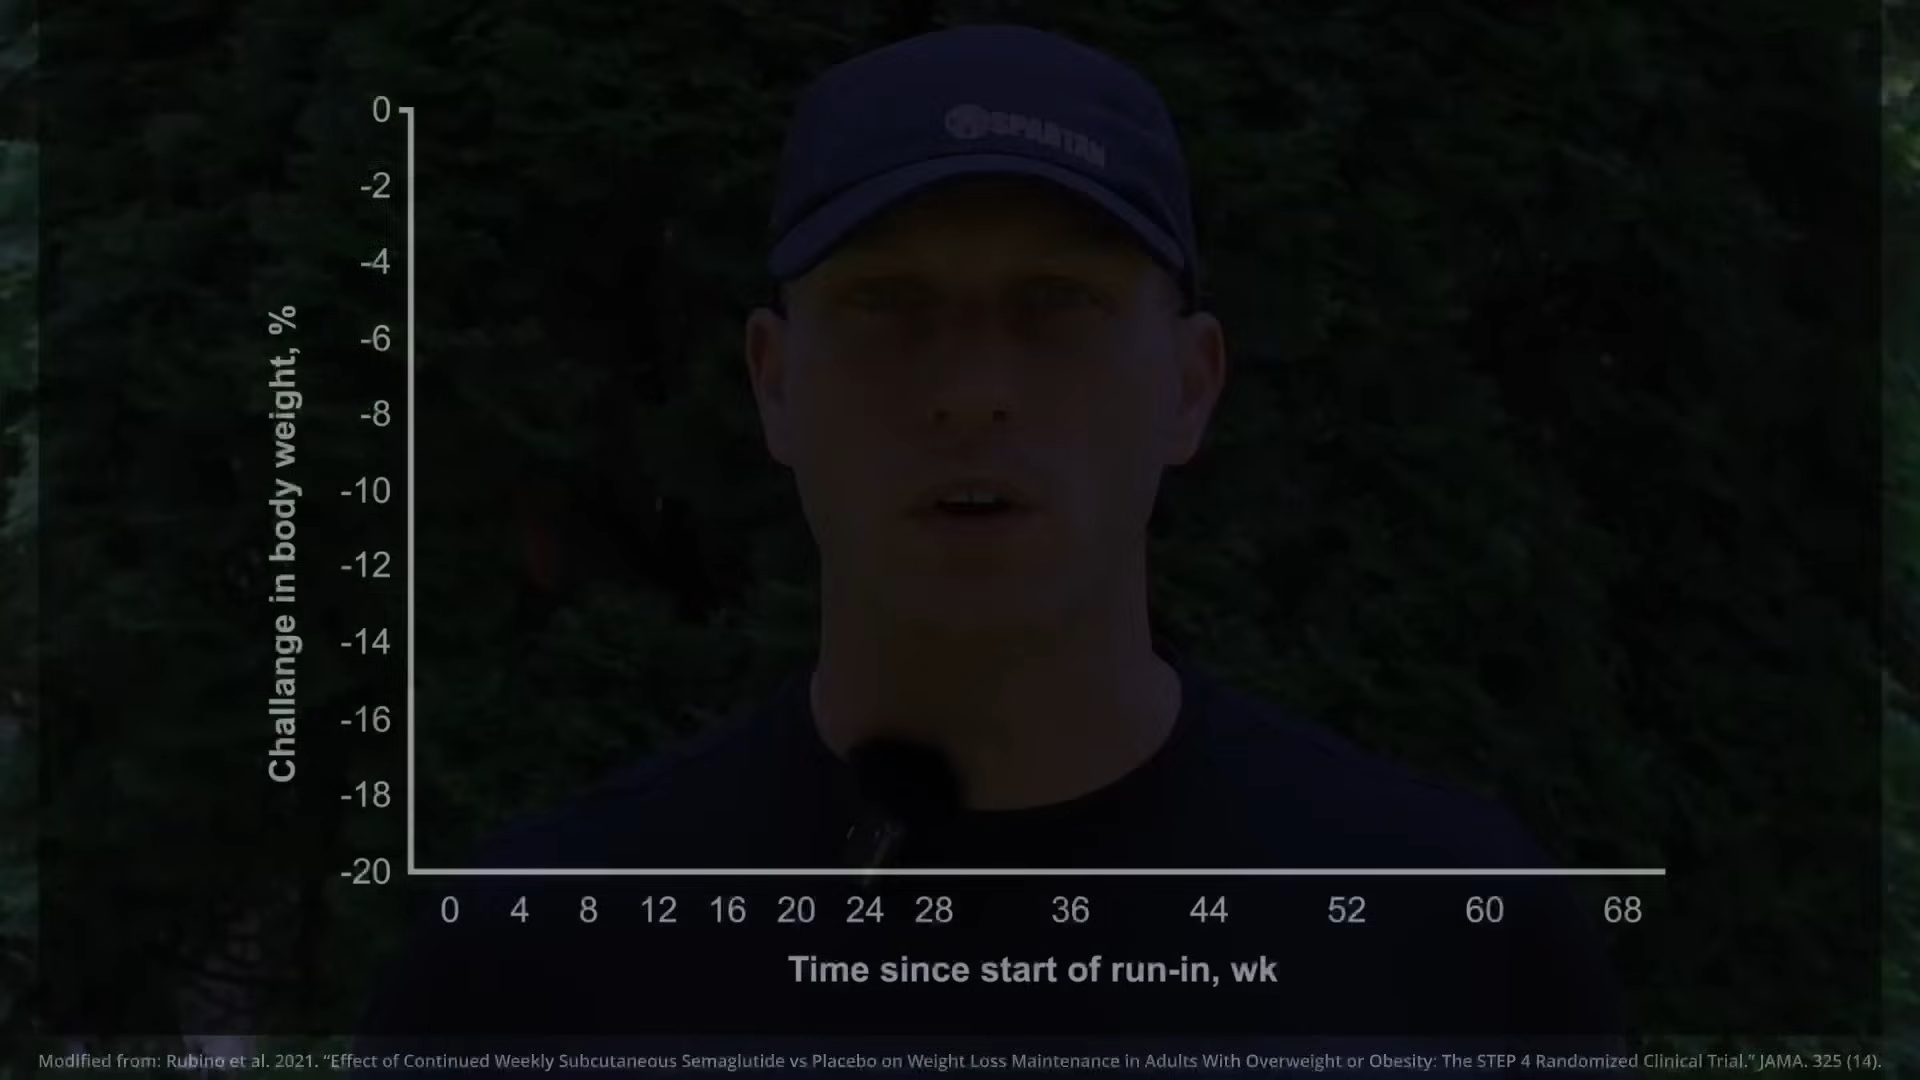 SPARTAN
0
-2
-4
-6
-8
-10
-12
-14
-16
-18
-20
Challange in body weight, %
0 4 8 12 16 20 24 28 36 44 52 60 68
Time since start of run-in, wk
Modified from: Rubino et al. 2021. “Effect of Continued Weekly Subcutaneous Semaglutide vs Placebo on Weight Loss Maintenance in Adults With Overweight or Obesity: The STEP 4 Randomized Clinical Trial.” JAMA. 325 (14).